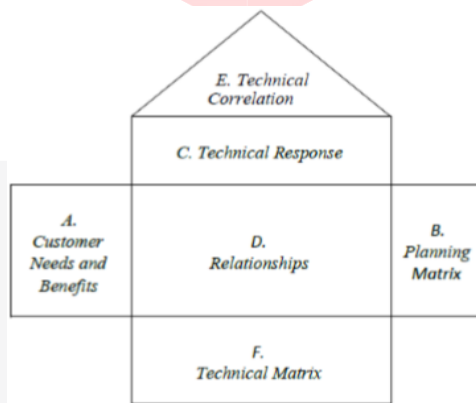 E. Technical
Correlation
C. Technical Response
A.
Customer
Needs and
Benefits
D.
Relationships
B.
Planning
Matrix
F.
Technical Matrix